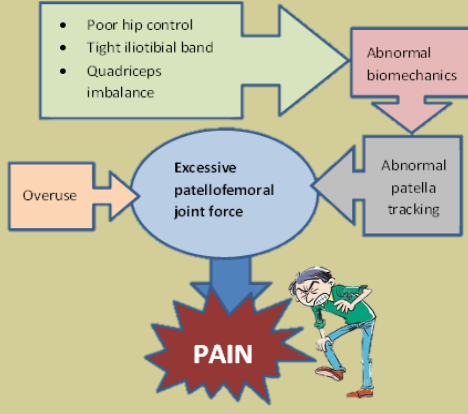 • Poor hip control
• Tight iliotibial band
• Quadriceps
imbalance
Abnormal
biomechanics
Abnormal
patella
tracking
Excessive
patellofemoral
joint force
Overuse
PAIN